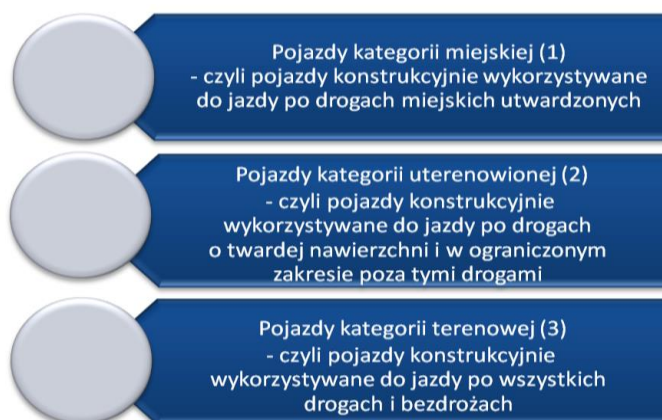 Pojazdy kategorii miejskiej (1)
- czyli pojazdy konstrukcyjnie wykorzystywane
do jazdy po drogach miejskich utwardzonych
Pojazdy kategorii uterenowionej (2)
- czyli pojazdy konstrukcyjnie
wykorzystywane do jazdy po drogach
o twardej nawierzchni i w ograniczonym
zakresie poza tymi drogami
Pojazdy kategorii terenowej (3)
- czyli pojazdy konstrukcyjnie
wykorzystywane do jazdy po wszystkich
drogach i bezdrożach